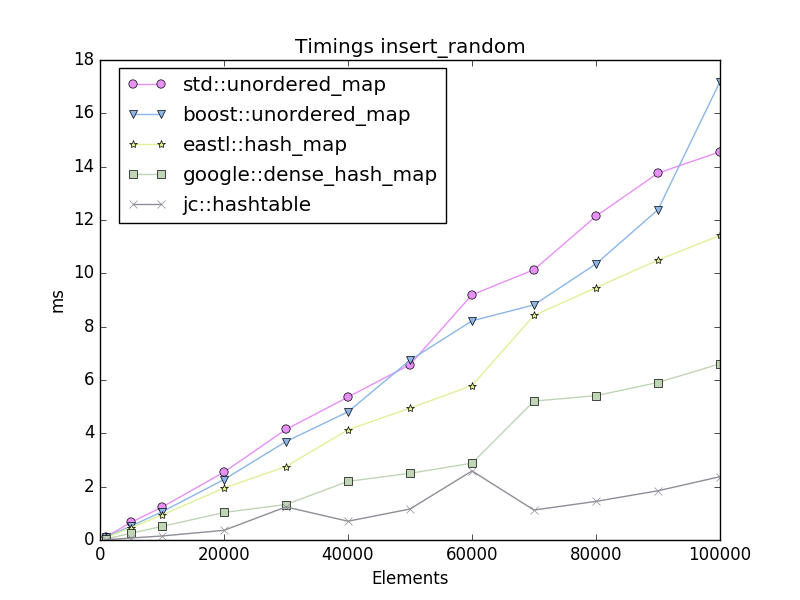 Timings insert_random
18
16
14
12
10
8
6
4
2
0
ms
std::unordered_map
boost::unordered_map
eastl::hash_map
google::dense_hash_map
jc::hashtable
0
20000
40000
60000
80000
100000
Elements